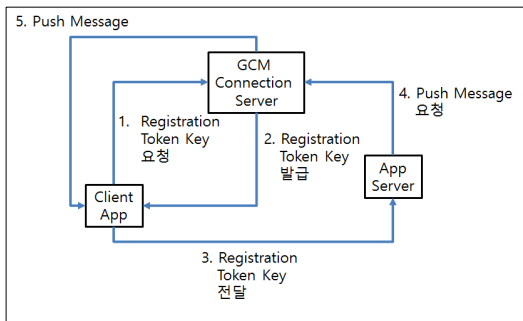 5. Push Message
GCM
Connection
Server
4. Push Message
요청
1. Registration
Token Key
요청
2. Registration
Token Key
발급
App
Server
Client
App
3. Registration
Token Key
전달